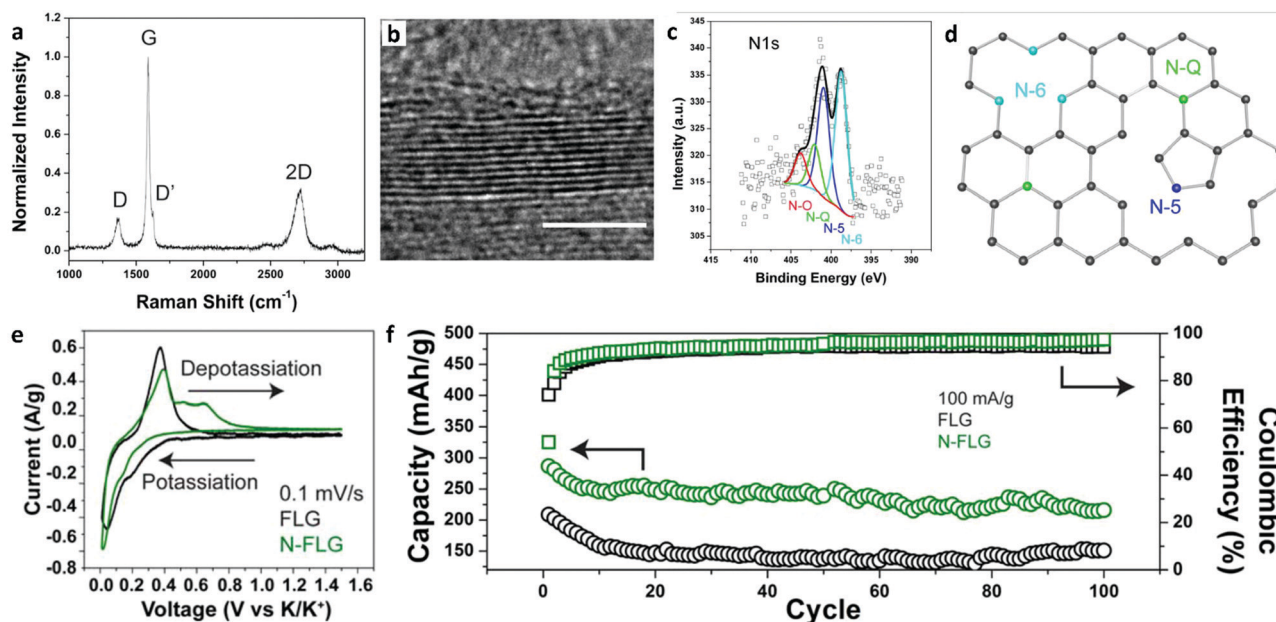 a
Normalized Intensity
1.2
1.0
0.8
0.6
0.4
0.2
0.0
G
D
D'
2D
1000 1500 2000 2500 3000
Raman Shift (cm⁻¹)
b
c
Intensity (a.u.)
345
340
335
330
325
320
315
310
305
N1s
N-O
N-Q
N-5
N-6
415 410 405 400 395 390
Binding Energy (eV)
d
N-Q
N-6
N-5
e
Current (A/g)
0.6
0.4
0.2
0.0
-0.2
-0.4
-0.6
-0.8
Depotassiation
Potassiation
0.1 mV/s
FLG
N-FLG
0.0 0.2 0.4 0.6 0.8 1.0 1.2 1.4
Voltage (V vs K/K⁺)
f
Capacity (mAh/g)
500
450
400
350
300
250
200
150
100 mA/g
FLG
N-FLG
100
80
60
40
20
0
Coulombic
Efficiency (%)
0 20 40 60 80 100
Cycle